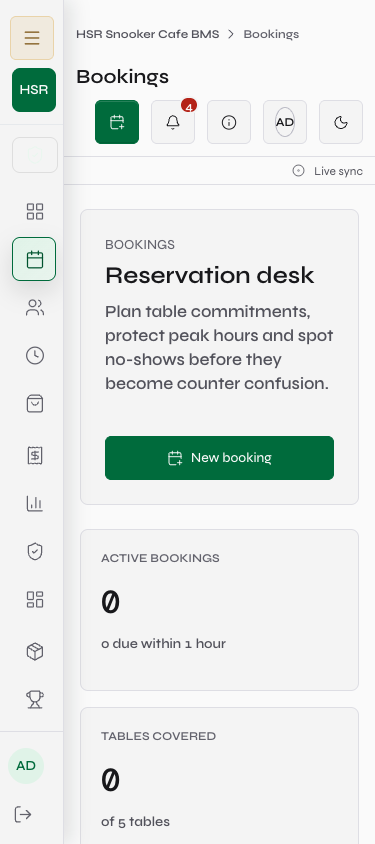 HSR Snooker Cafe BMS > Bookings
HSR
Bookings
4
AD
Live sync
BOOKINGS
Reservation desk
Plan table commitments,
protect peak hours and spot
no-shows before they
become counter confusion.
New booking
ACTIVE BOOKINGS
0
0 due within 1 hour
TABLES COVERED
0
of 5 tables
AD